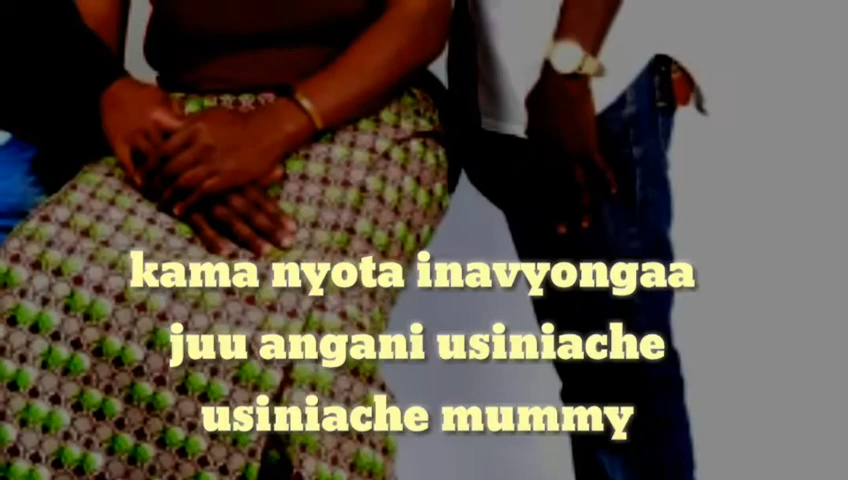 kama nyota inavyongaa
juu angani usiniache
usiniache mummy